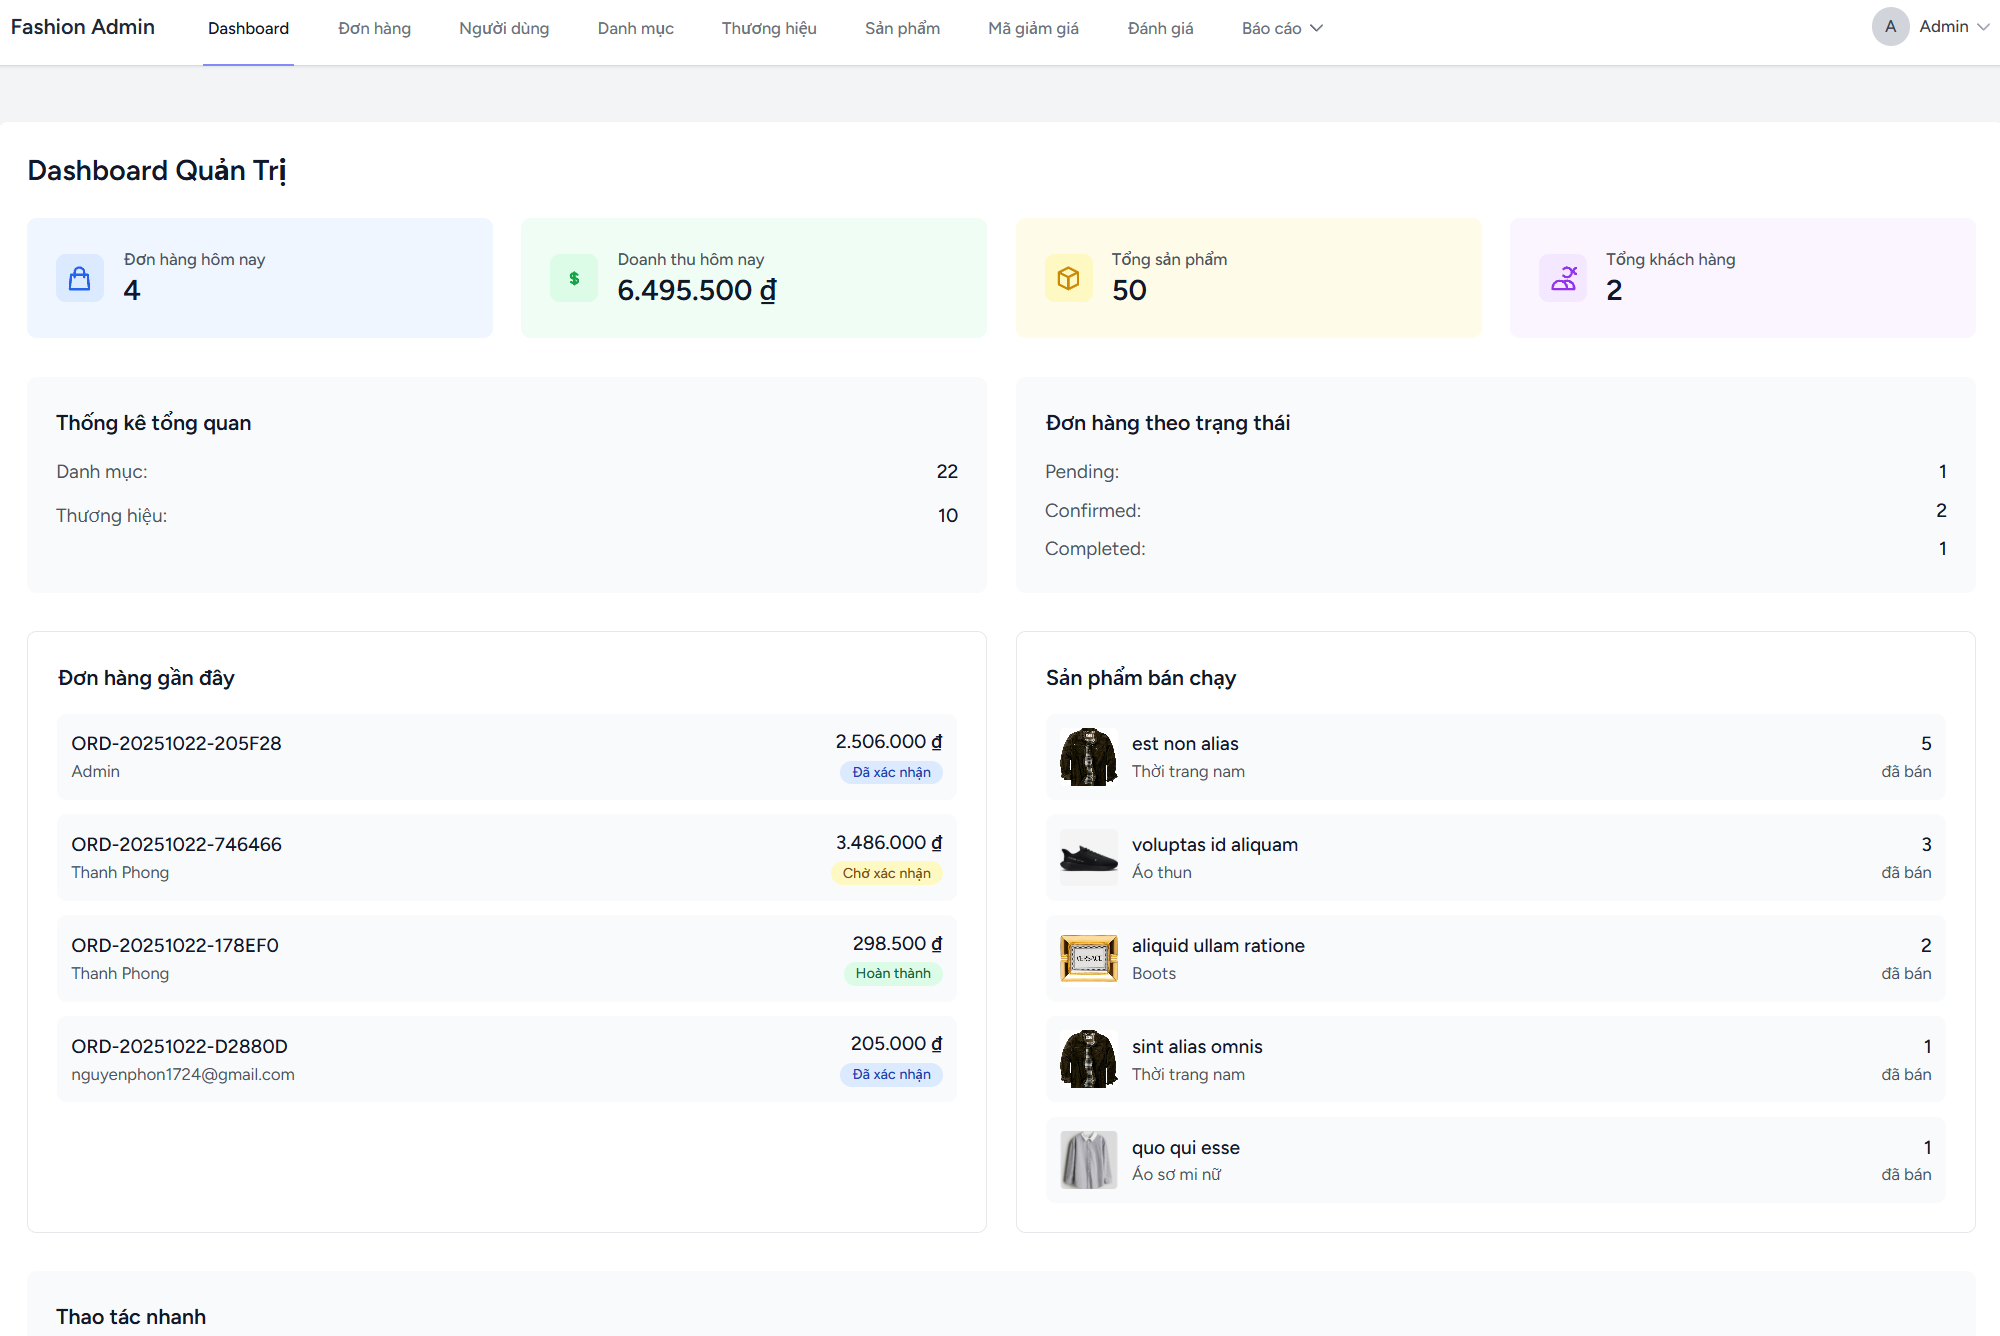 Fashion Admin
Dashboard
Đơn hàng
Người dùng
Danh mục
Thương hiệu
Sản phẩm
Mã giảm giá
Đánh giá
Báo cáo
A
Admin
Dashboard Quản Trị
Đơn hàng hôm nay
4
$
Doanh thu hôm nay
6.495.500 ₫
Tổng sản phẩm
50
Tổng khách hàng
2
Thống kê tổng quan
Danh mục: 22
Thương hiệu: 10
Đơn hàng theo trạng thái
Pending: 1
Confirmed: 2
Completed: 1
Đơn hàng gần đây
ORD-20251022-205F28 2.506.000 ₫
Admin Đã xác nhận
ORD-20251022-746466 3.486.000 ₫
Thanh Phong Chờ xác nhận
ORD-20251022-178EF0 298.500 ₫
Thanh Phong Hoàn thành
ORD-20251022-D2880D 205.000 ₫
nguyenphon1724@gmail.com Đã xác nhận
Sản phẩm bán chạy
est non alias 5
Thời trang nam đã bán
voluptas id aliquam 3
Áo thun đã bán
VERSACE
aliquid ullam ratione 2
Boots đã bán
sint alias omnis 1
Thời trang nam đã bán
quo qui esse 1
Áo sơ mi nữ đã bán
Thao tác nhanh